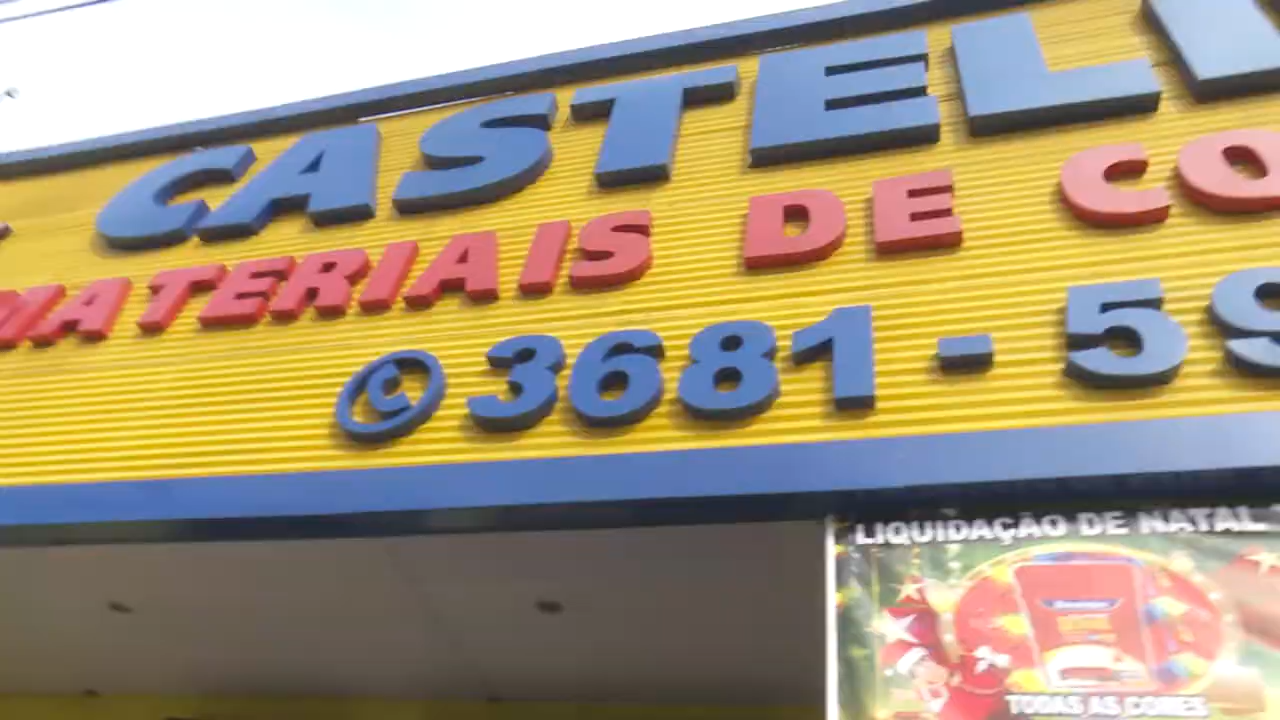 CASTEL
MATERIAIS DE CO
3681-59
LIQUIDAÇÃO DE NATAL
TODAS AS CORES